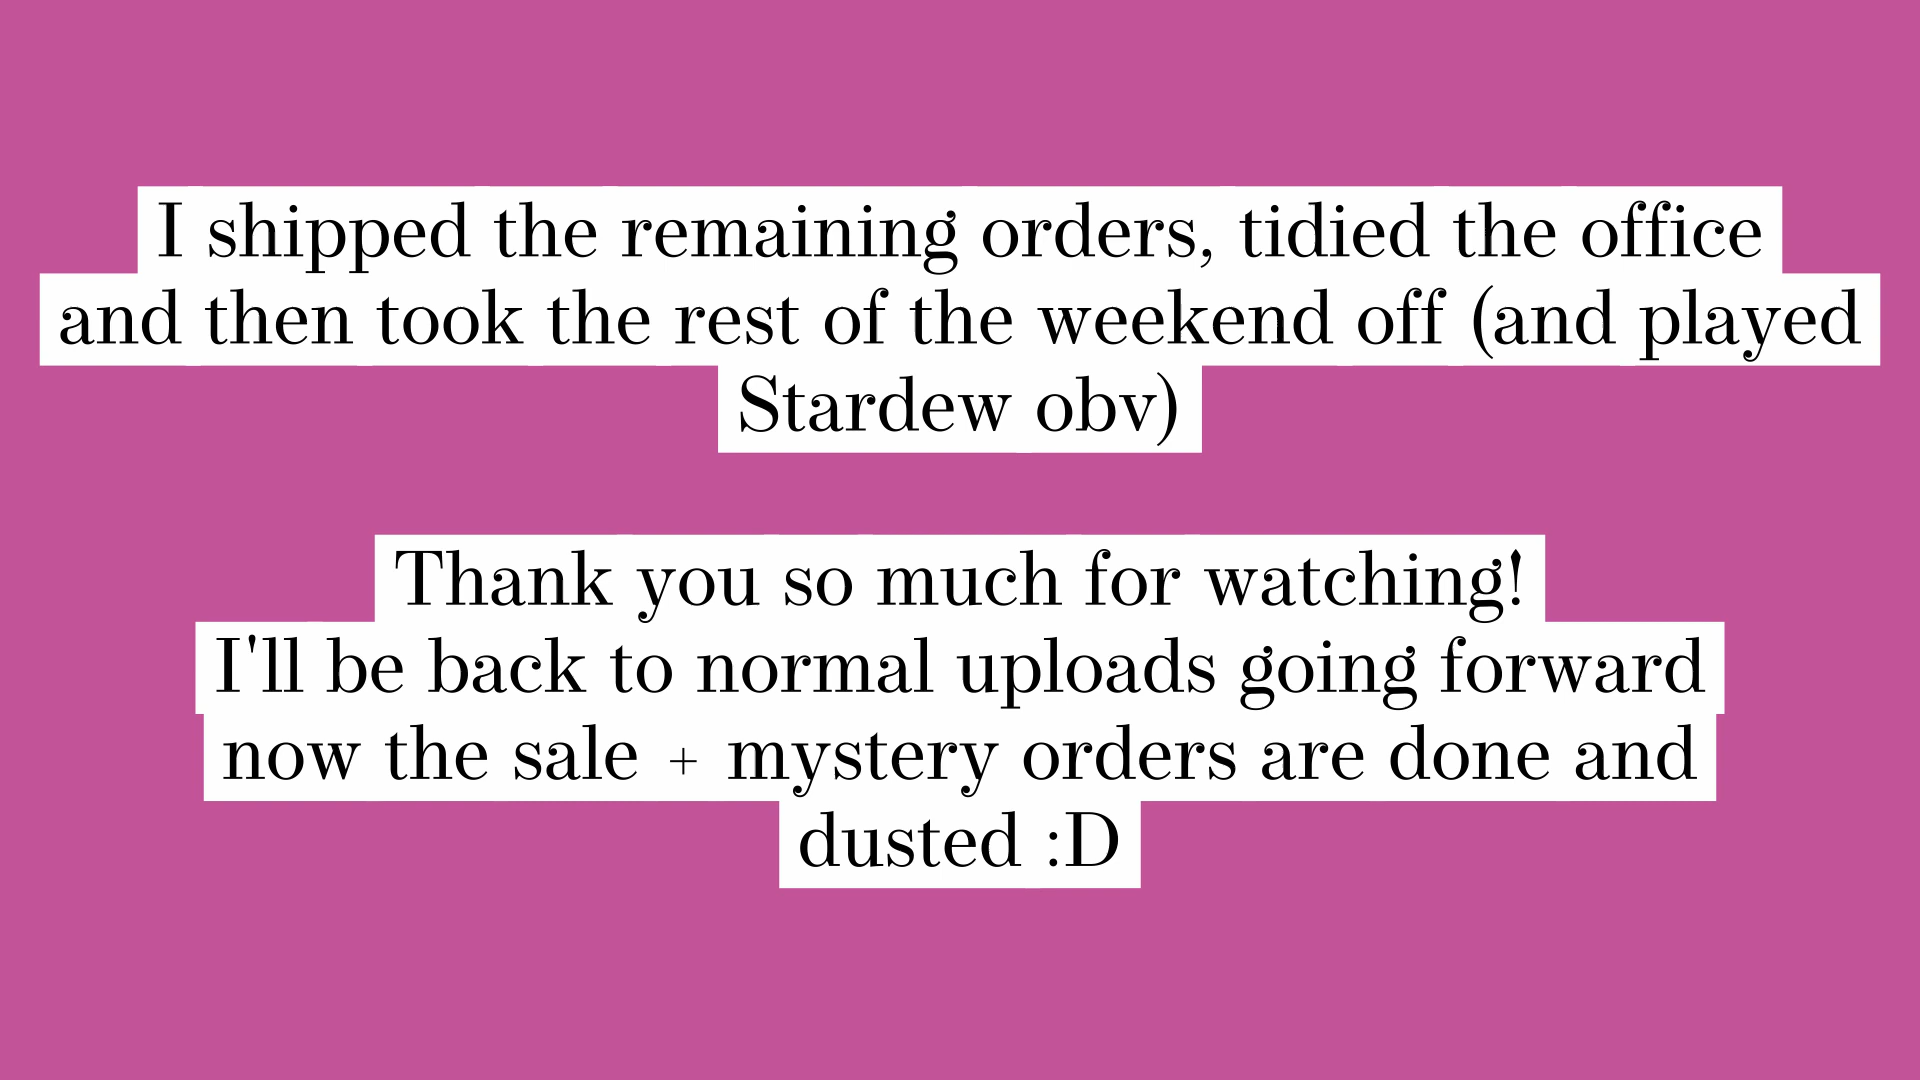 I shipped the remaining orders, tidied the office
and then took the rest of the weekend off (and played
Stardew obv)
Thank you so much for watching!
I'll be back to normal uploads going forward
now the sale + mystery orders are done and
dusted :D